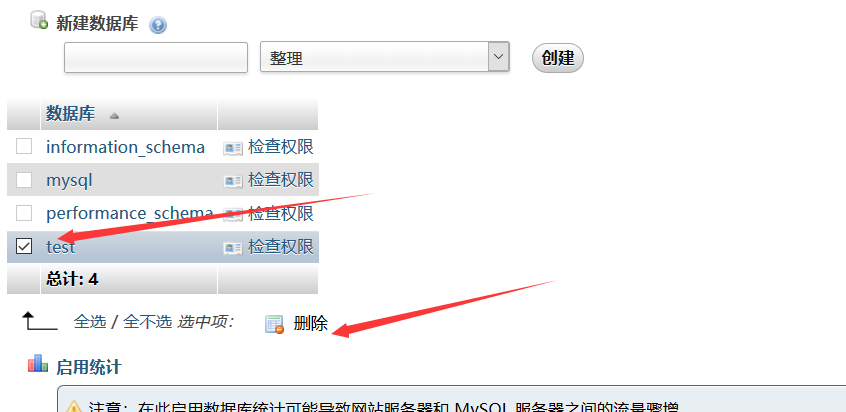 新建数据库
整理
创建
数据库
information_schema 检查权限
mysql 检查权限
performance_schema 检查权限
test 检查权限
总计: 4
全选 / 全不选 选中项: 删除
启用统计
注意：在此启用数据库统计可能导致网站服务器和 MySQL 服务器之间的流量骤增